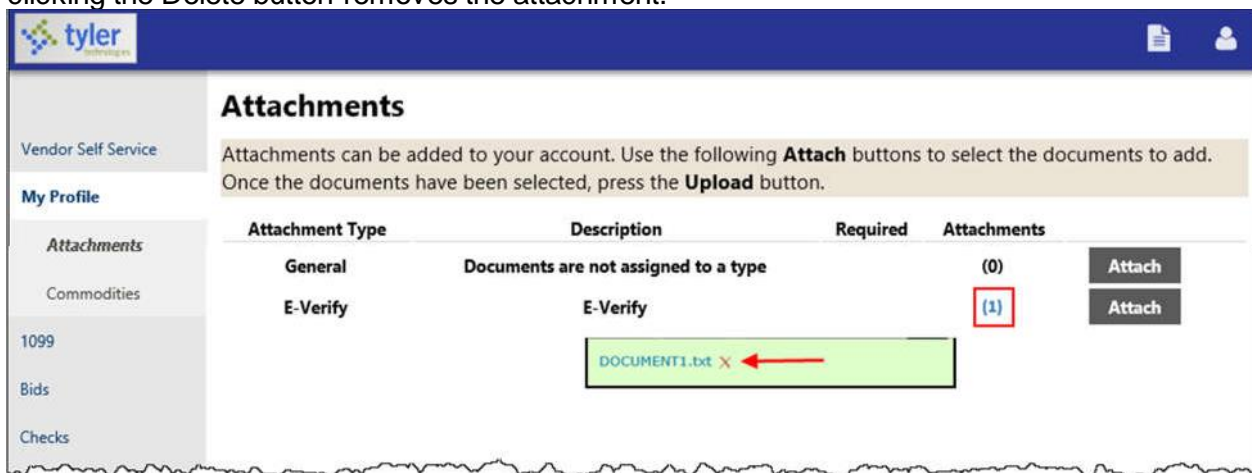 clicking the Delete button removes the attachment.
tyler
technologies
Attachments
Vendor Self Service
Attachments can be added to your account. Use the following Attach buttons to select the documents to add.
Once the documents have been selected, press the Upload button.
My Profile
Attachments
Commodities
1099
Bids
Checks
Attachment Type Description Required Attachments
General Documents are not assigned to a type (0) Attach
E-Verify E-Verify (1) Attach
DOCUMENT1.txt X